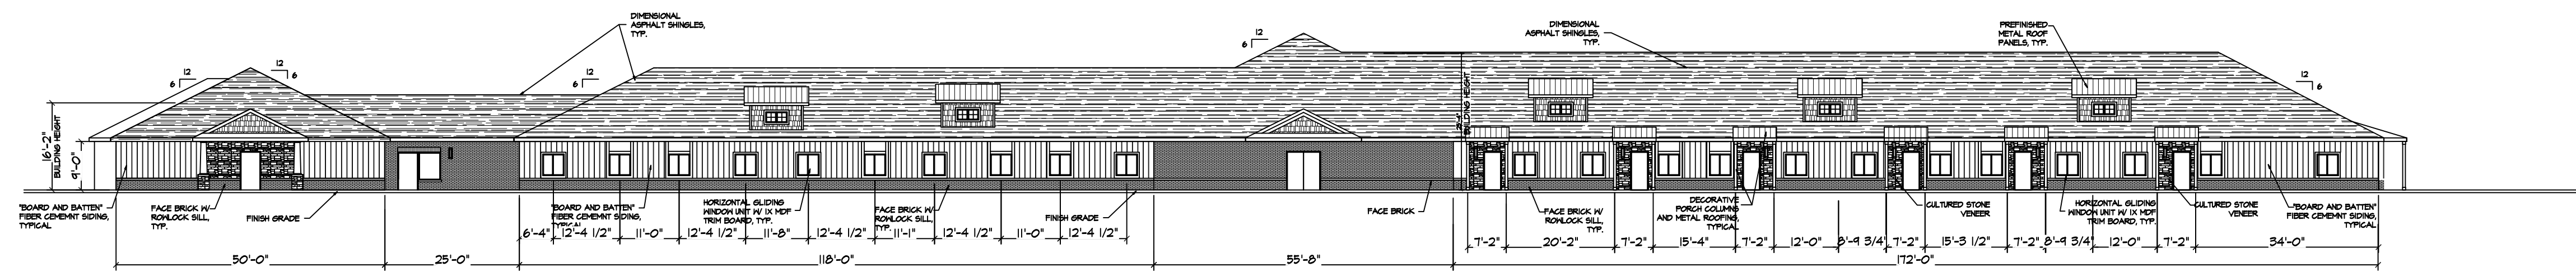 DIMENSIONAL
ASPHALT SHINGLES,
TYP.
DIMENSIONAL
ASPHALT SHINGLES,
TYP.
PREFINISHED
METAL ROOF
PANELS, TYP.
12
6
12
6
12
6
12
6
12
6
16'-2"
BUILDING HEIGHT
9'-0"
BUILDING HEIGHT
"BOARD AND BATTEN"
FIBER CEMEMNT SIDING,
TYPICAL
FACE BRICK W/
ROWLOCK SILL,
TYP.
FINISH GRADE
"BOARD AND BATTEN"
FIBER CEMEMNT SIDING,
TYPICAL
HORIZONTAL GLIDING
WINDOW UNIT W/ 1X MDF
TRIM BOARD, TYP.
FACE BRICK W/
ROWLOCK SILL,
TYP.
FINISH GRADE
FACE BRICK
FACE BRICK W/
ROWLOCK SILL,
TYP.
DECORATIVE
PORCH COLUMNS
AND METAL ROOFING,
TYPICAL
CULTURED STONE
VENEER
HORIZONTAL GLIDING
WINDOW UNIT W/ 1X MDF
TRIM BOARD, TYP.
CULTURED STONE
VENEER
"BOARD AND BATTEN"
FIBER CEMEMNT SIDING,
TYPICAL
6'-4" 12'-4 1/2" 11'-0" 12'-4 1/2" 11'-8" 12'-4 1/2" 11'-1" 12'-4 1/2" 11'-0" 12'-4 1/2"
7'-2" 20'-2" 7'-2" 15'-4" 7'-2" 12'-0" 8'-9 3/4" 7'-2" 15'-3 1/2" 7'-2" 8'-9 3/4" 12'-0" 7'-2" 34'-0"
50'-0" 25'-0" 118'-0" 55'-8" 172'-0"